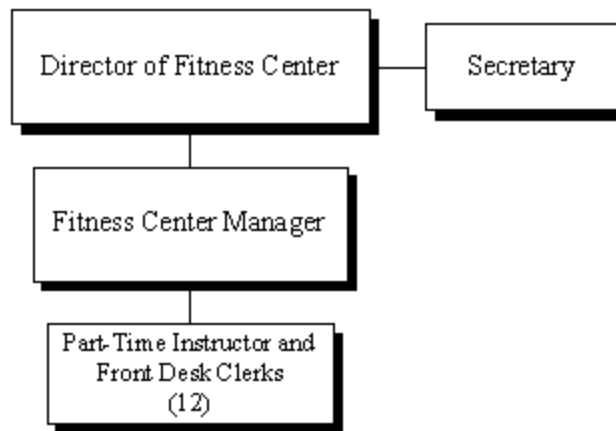 Director of Fitness Center
Secretary
Fitness Center Manager
Part-Time Instructor and
Front Desk Clerks
(12)